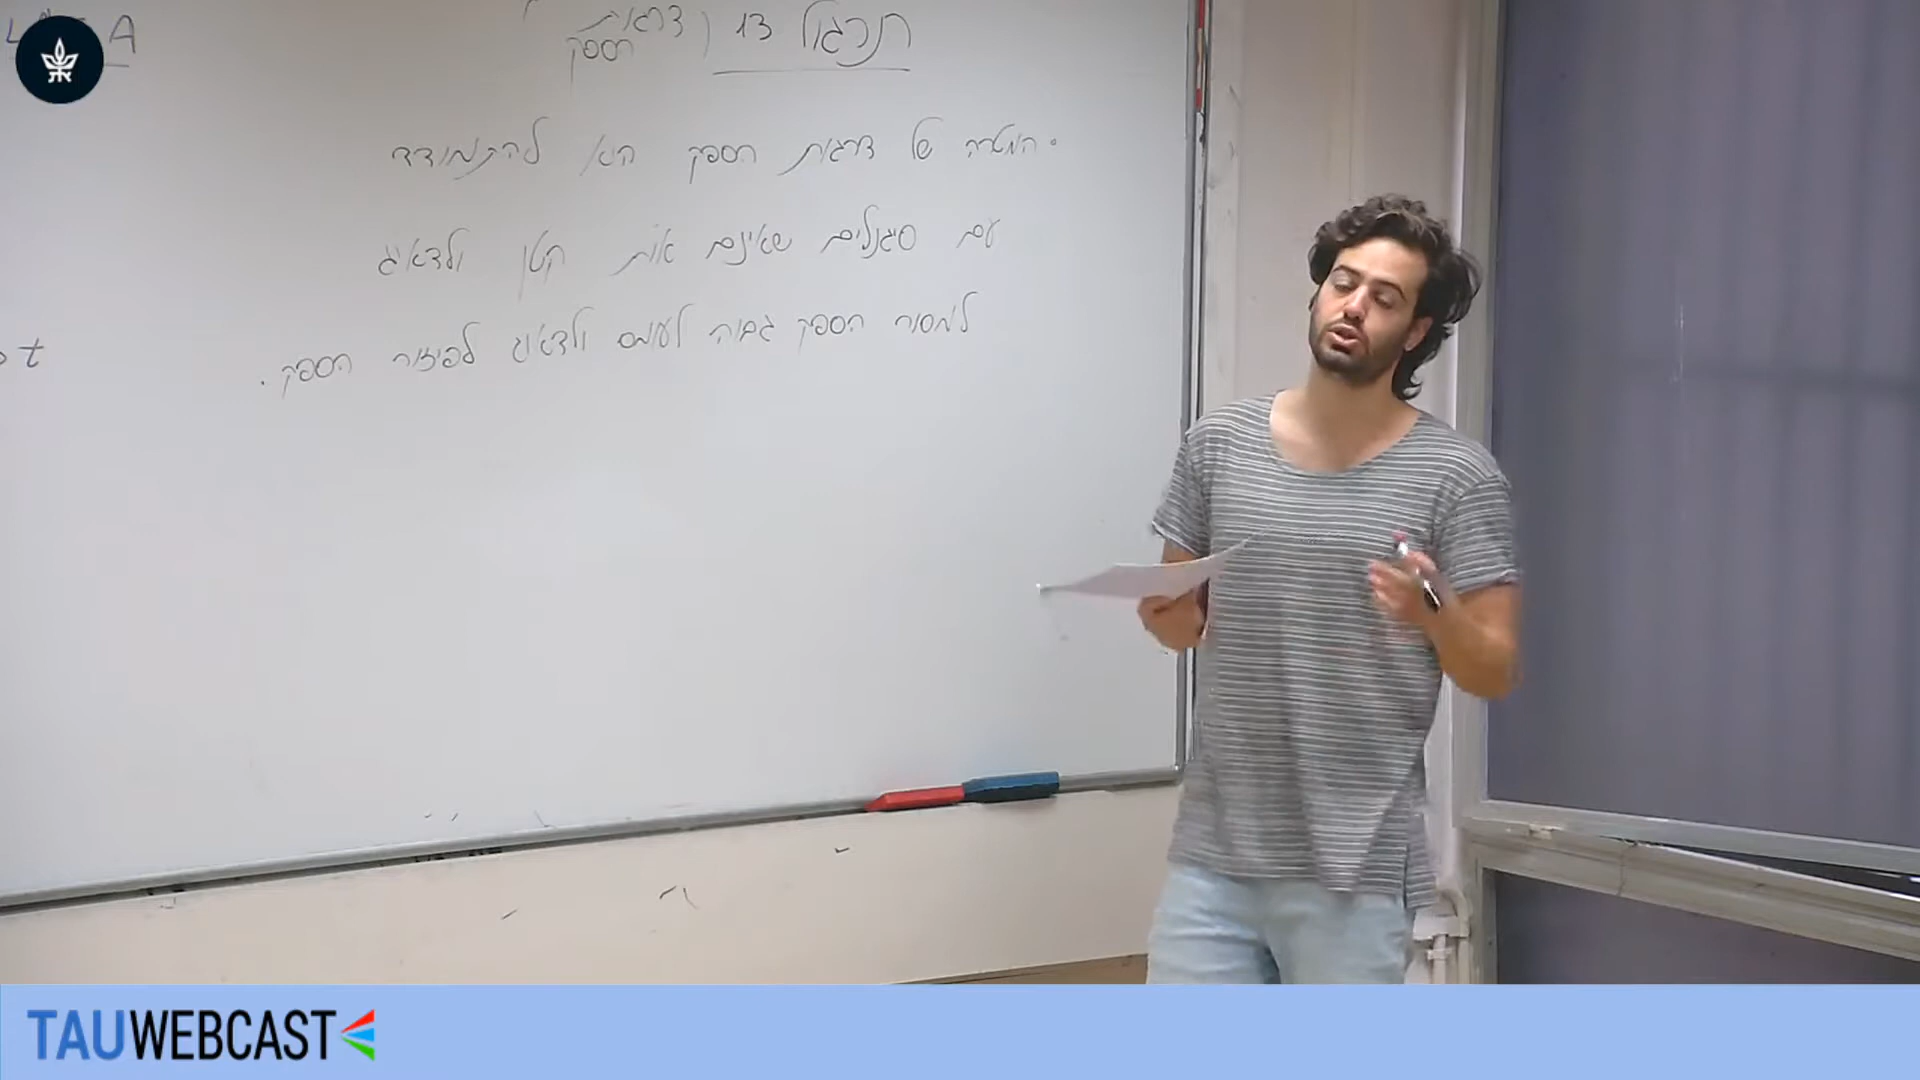 תרגול 13 (דרגות
הספק
A
• המטרה של דרגות הספק היא להתמודד
עם סיגנלים שאינם אות קטן ולדאוג
למסור הספק גבוה לעומס ולדאוג לפיזור הספק.
t
TAUWEBCAST